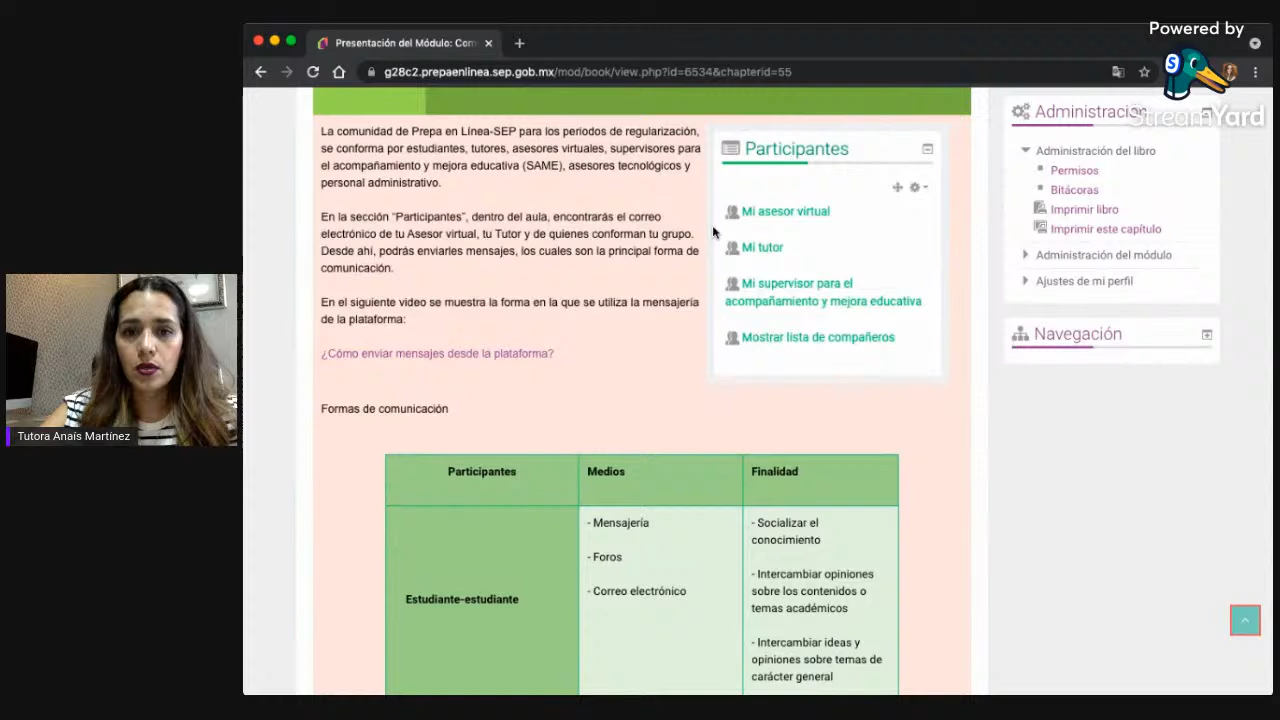 Powered by
StreamYard
Presentación del Módulo: Com
g28c2.prepaenlinea.sep.gob.mx/mod/book/view.php?id=6534&chapterid=55
La comunidad de Prepa en Línea-SEP para los periodos de regularización,
se conforma por estudiantes, tutores, asesores virtuales, supervisores para
el acompañamiento y mejora educativa (SAME), asesores tecnológicos y
personal administrativo.
En la sección “Participantes”, dentro del aula, encontrarás el correo
electrónico de tu Asesor virtual, tu Tutor y de quienes conforman tu grupo.
Desde ahí, podrás enviarles mensajes, los cuales son la principal forma de
comunicación.
En el siguiente video se muestra la forma en la que se utiliza la mensajería
de la plataforma:
¿Cómo enviar mensajes desde la plataforma?
Participantes
Mi asesor virtual
Mi tutor
Mi supervisor para el
acompañamiento y mejora educativa
Mostrar lista de compañeros
Administración
Administración del libro
Permisos
Bitácoras
Imprimir libro
Imprimir este capítulo
Administración del módulo
Ajustes de mi perfil
Navegación
Tutora Anaís Martínez
Formas de comunicación
Participantes
Medios
Finalidad
Estudiante-estudiante
- Mensajería
- Foros
- Correo electrónico
- Socializar el
conocimiento
- Intercambiar opiniones
sobre los contenidos o
temas académicos
- Intercambiar ideas y
opiniones sobre temas de
carácter general